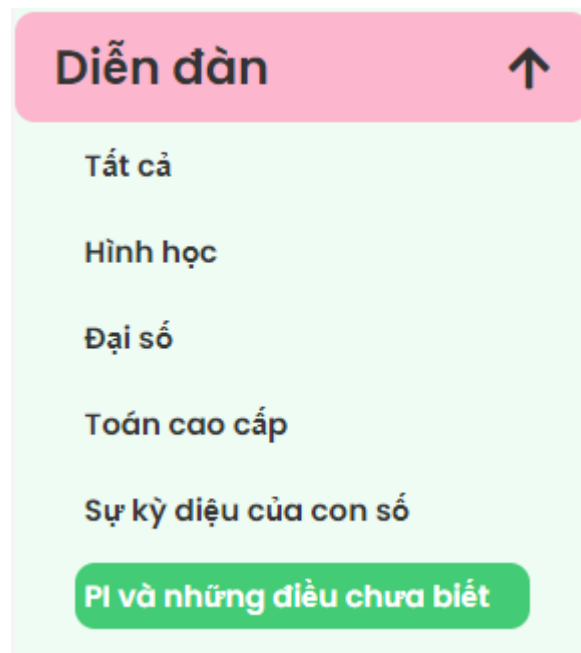 Diễn đàn
Tất cả
Hình học
Đại số
Toán cao cấp
Sự kỳ diệu của con số
PI và những điều chưa biết